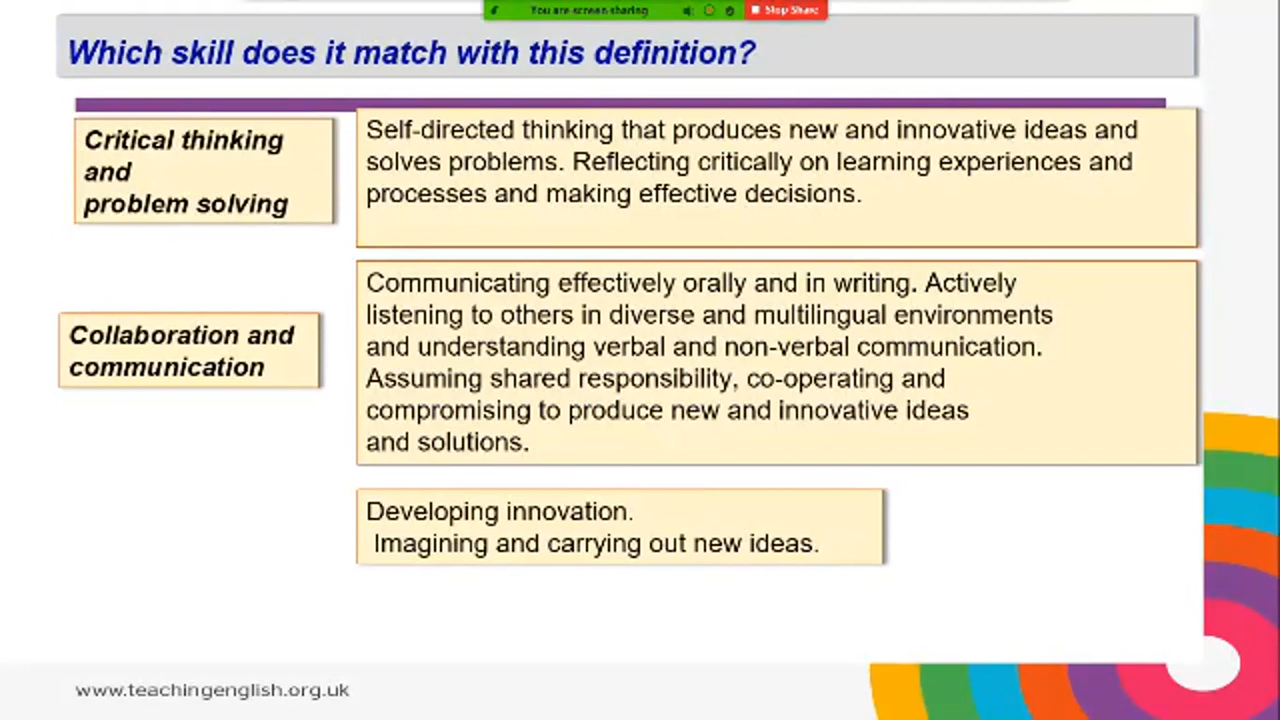 You are screen sharing
Stop Share
Which skill does it match with this definition?
Critical thinking
and
problem solving
Self-directed thinking that produces new and innovative ideas and
solves problems. Reflecting critically on learning experiences and
processes and making effective decisions.
Collaboration and
communication
Communicating effectively orally and in writing. Actively
listening to others in diverse and multilingual environments
and understanding verbal and non-verbal communication.
Assuming shared responsibility, co-operating and
compromising to produce new and innovative ideas
and solutions.
Developing innovation.
Imagining and carrying out new ideas.
www.teachingenglish.org.uk